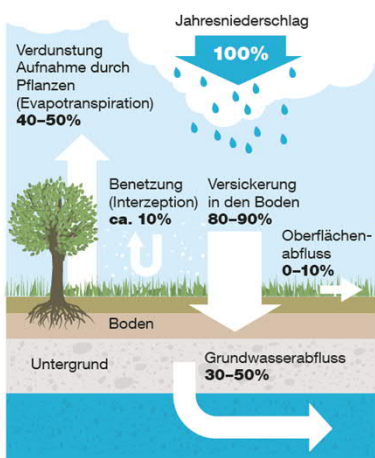 Jahresniederschlag
100%
Verdunstung
Aufnahme durch
Pflanzen
(Evapotranspiration)
40–50%
Benetzung
(Interzeption)
ca. 10%
Versickerung
in den Boden
80–90%
Oberflächen-
abfluss
0–10%
Boden
Untergrund
Grundwasserabfluss
30–50%